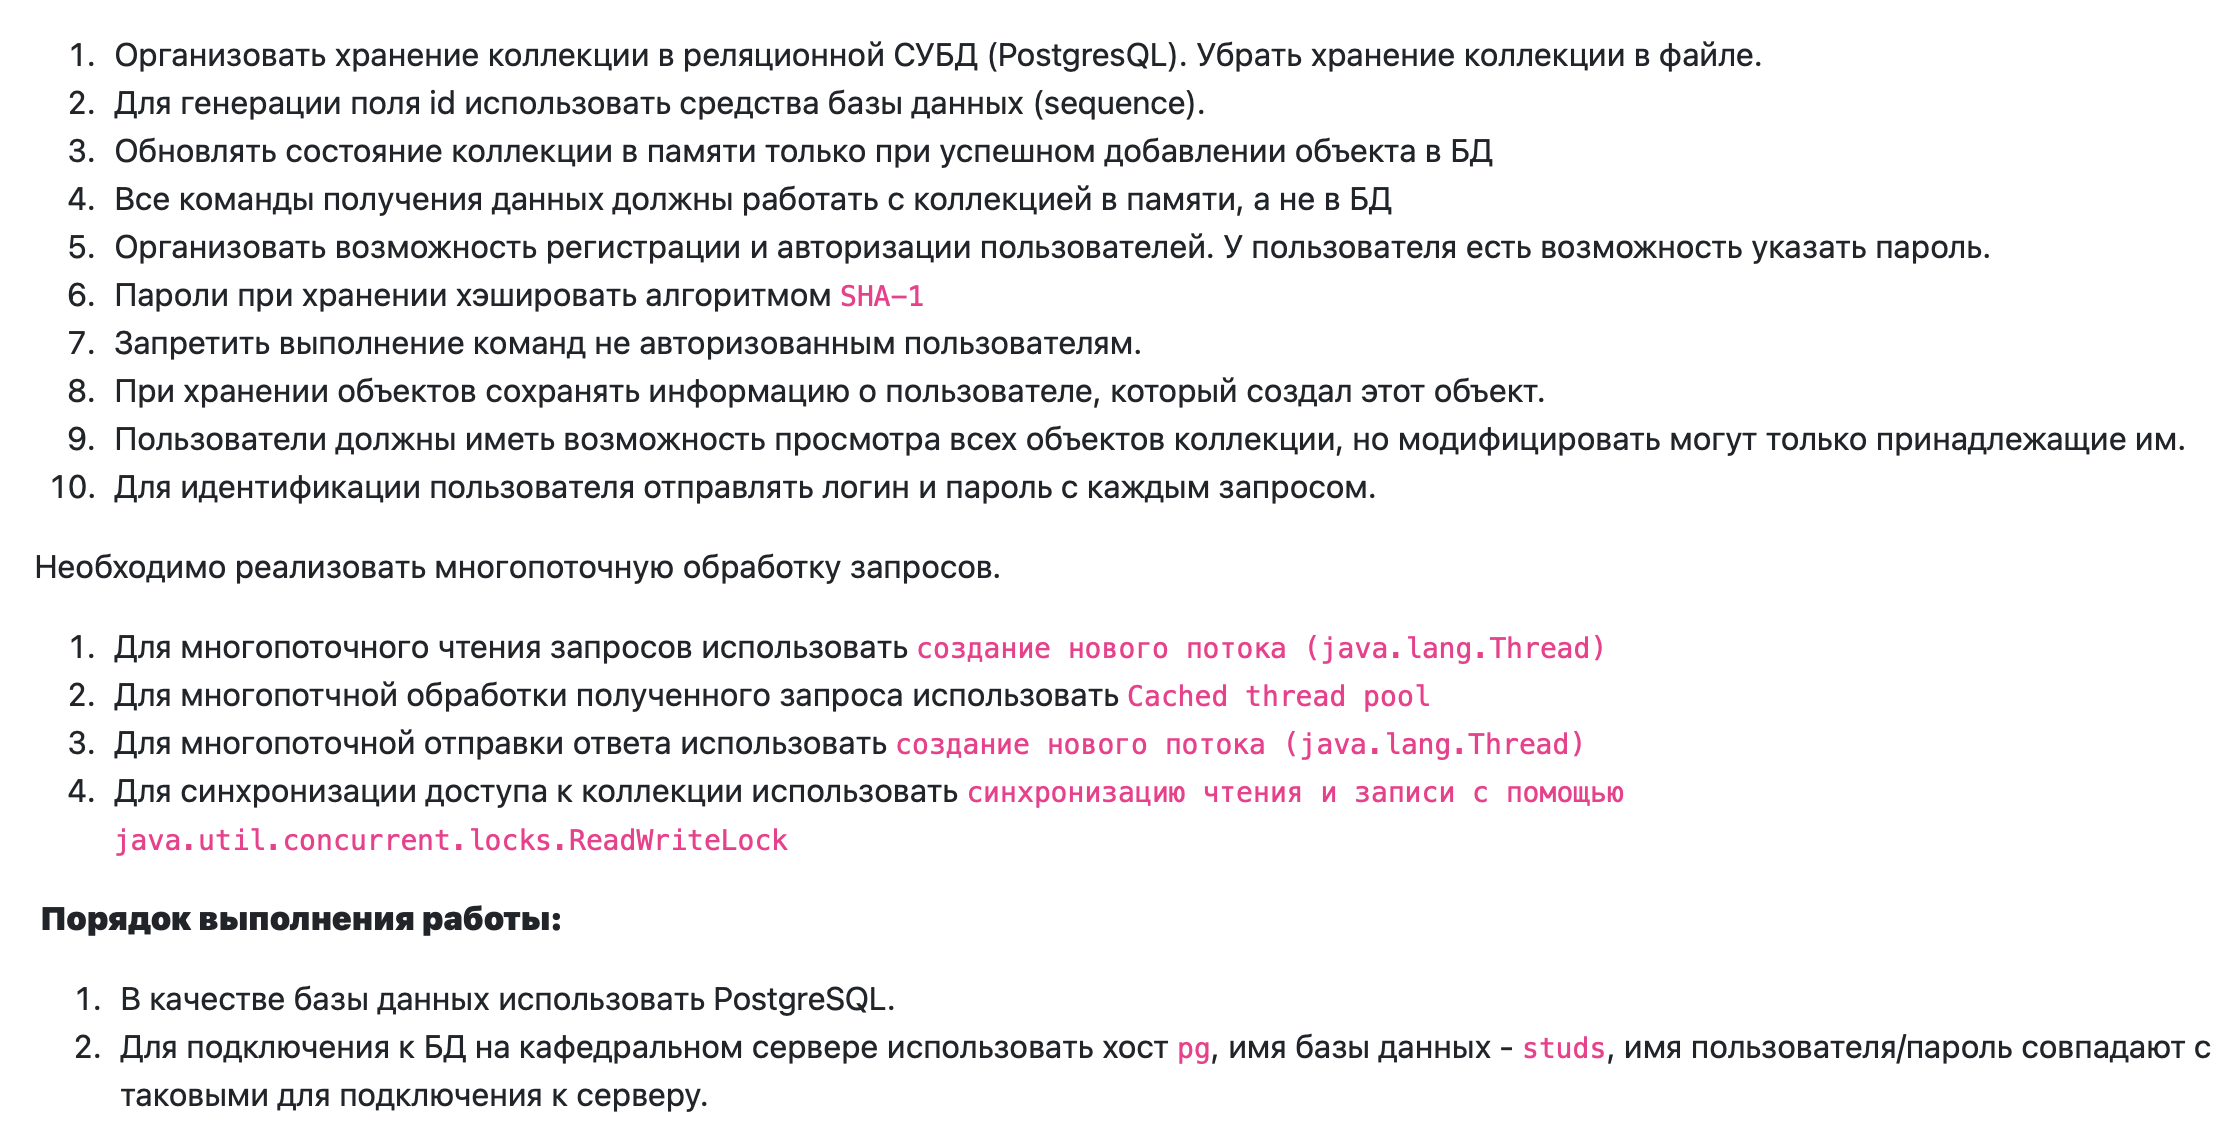 1. Организовать хранение коллекции в реляционной СУБД (PostgresQL). Убрать хранение коллекции в файле.
2. Для генерации поля id использовать средства базы данных (sequence).
3. Обновлять состояние коллекции в памяти только при успешном добавлении объекта в БД
4. Все команды получения данных должны работать с коллекцией в памяти, а не в БД
5. Организовать возможность регистрации и авторизации пользователей. У пользователя есть возможность указать пароль.
6. Пароли при хранении хэшировать алгоритмом SHA-1
7. Запретить выполнение команд не авторизованным пользователям.
8. При хранении объектов сохранять информацию о пользователе, который создал этот объект.
9. Пользователи должны иметь возможность просмотра всех объектов коллекции, но модифицировать могут только принадлежащие им.
10. Для идентификации пользователя отправлять логин и пароль с каждым запросом.
Необходимо реализовать многопоточную обработку запросов.
1. Для многопоточного чтения запросов использовать создание нового потока (java.lang.Thread)
2. Для многопотчной обработки полученного запроса использовать Cached thread pool
3. Для многопоточной отправки ответа использовать создание нового потока (java.lang.Thread)
4. Для синхронизации доступа к коллекции использовать синхронизацию чтения и записи с помощью
java.util.concurrent.locks.ReadWriteLock
Порядок выполнения работы:
1. В качестве базы данных использовать PostgreSQL.
2. Для подключения к БД на кафедральном сервере использовать хост pg, имя базы данных - studs, имя пользователя/пароль совпадают с
таковыми для подключения к серверу.